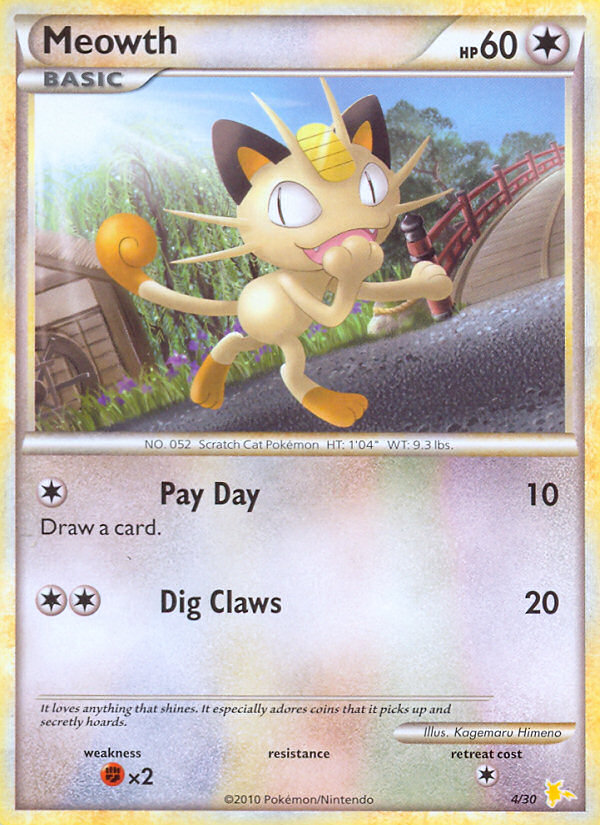 Meowth
HP 60
BASIC
NO. 052 Scratch Cat Pokémon HT: 1'04" WT: 9.3 lbs.
Pay Day 10
Draw a card.
Dig Claws 20
It loves anything that shines. It especially adores coins that it picks up and
secretly hoards.
Illus. Kagemaru Himeno
weakness resistance retreat cost
×2
©2010 Pokémon/Nintendo 4/30